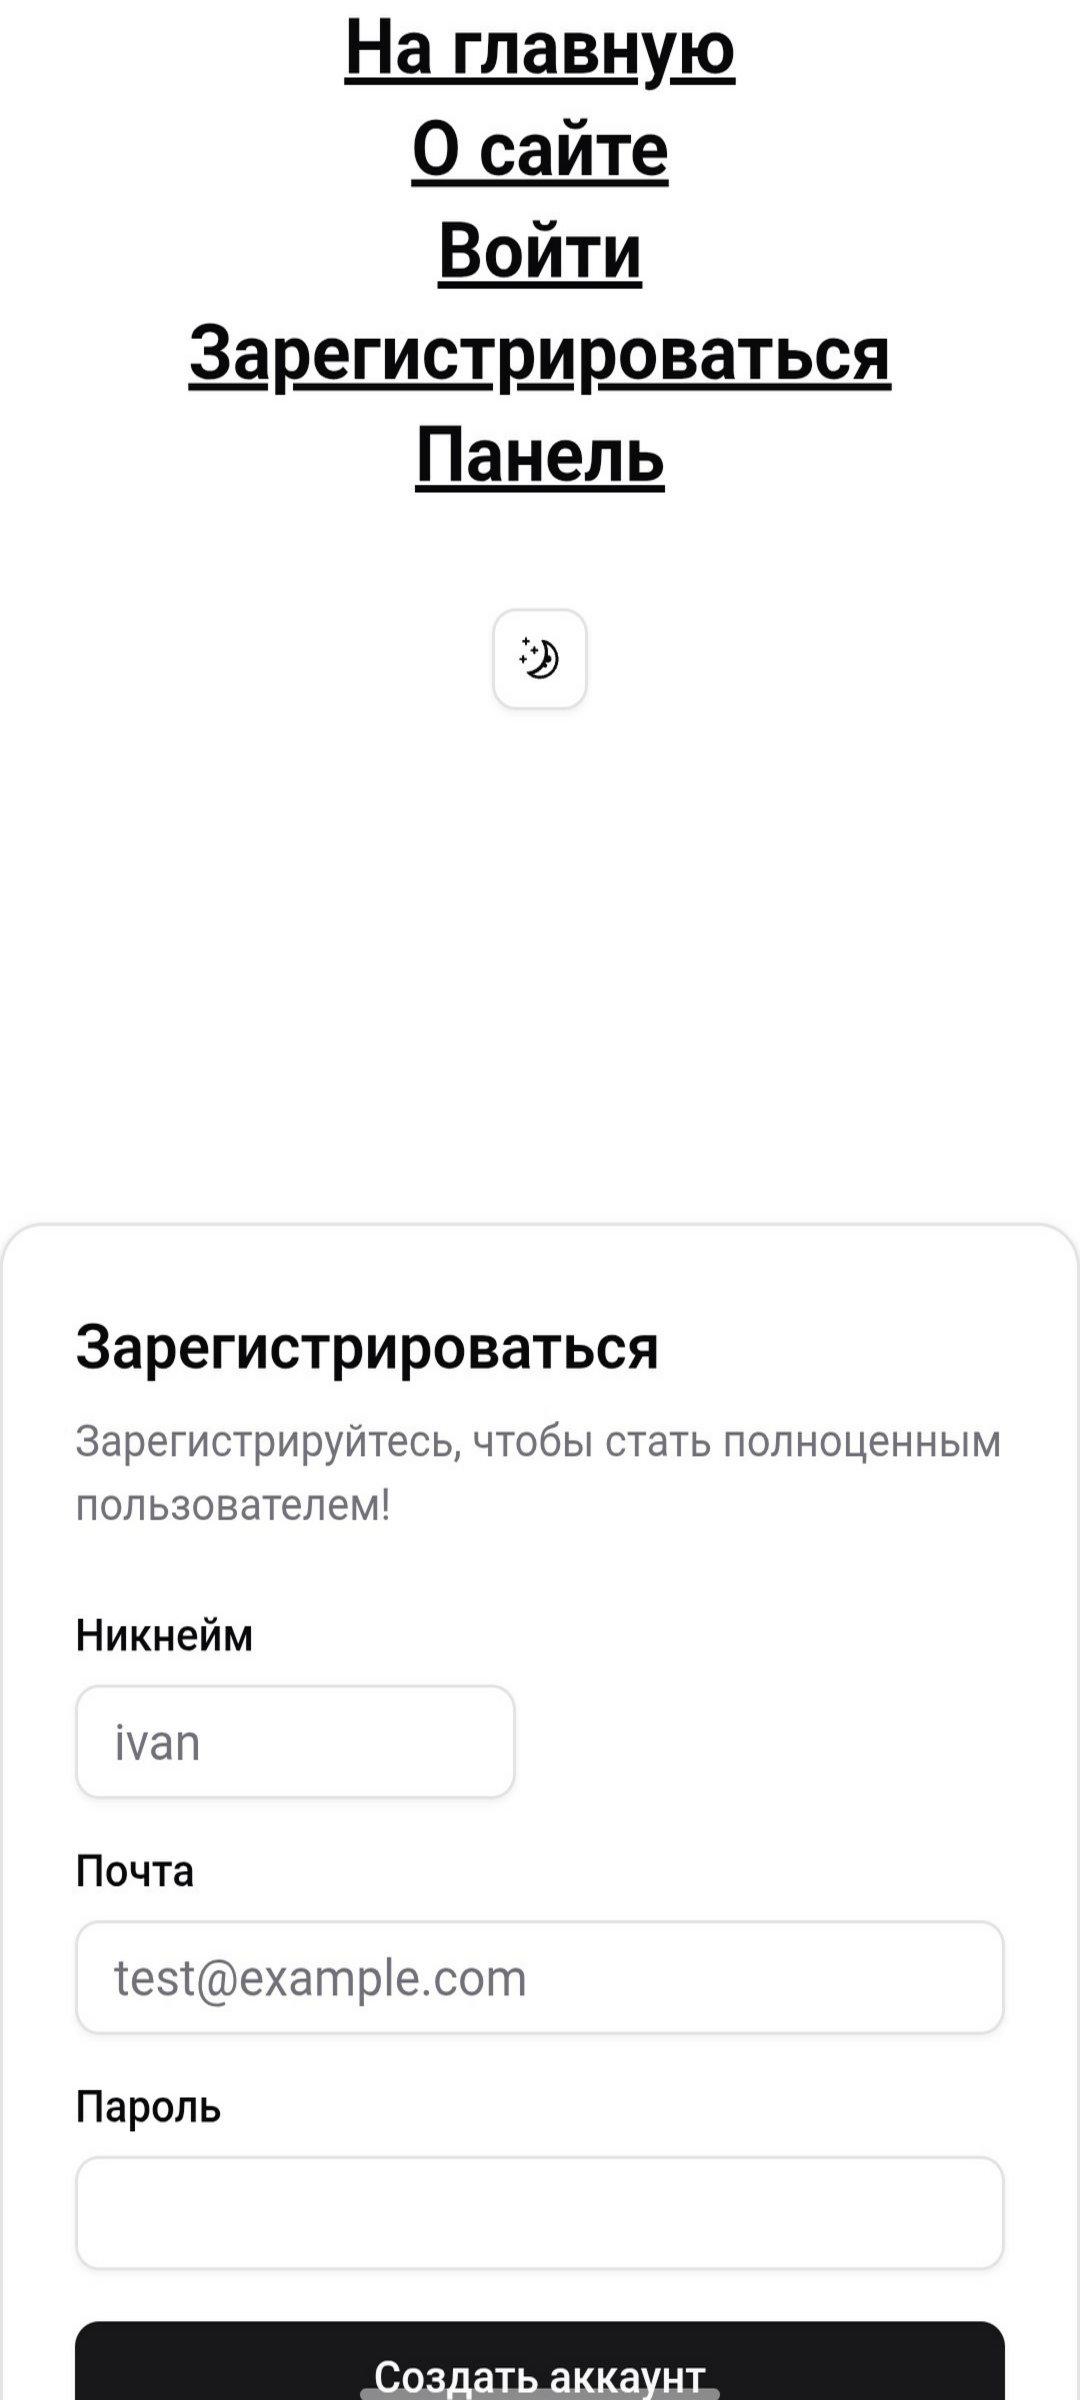 На главную
О сайте
Войти
Зарегистрироваться
Панель
Зарегистрироваться
Зарегистрируйтесь, чтобы стать полноценным
пользователем!
Никнейм
ivan
Почта
test@example.com
Пароль
Создать аккаунт